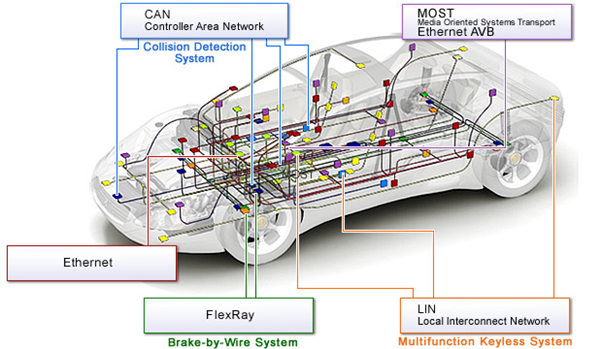 CAN
Controller Area Network
Collision Detection
System
MOST
Media Oriented Systems Transport
Ethernet AVB
MOST
Ethernet
FlexRay
Brake-by-Wire System
LIN
Local Interconnect Network
Multifunction Keyless System